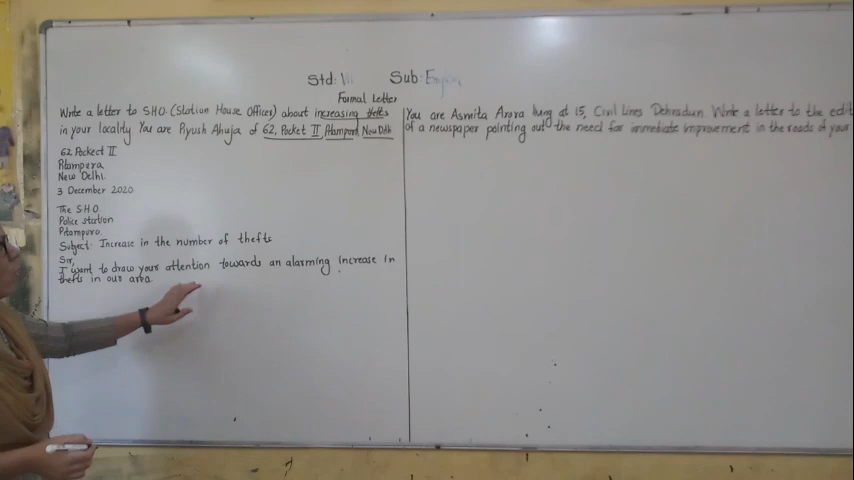 Std: VII Sub: English
Formal Letter
Write a letter to S.H.O (Station House Officer) about increasing thefts
in your locality. You are Piyush Ahuja of 62, Pocket II, Pitampura New Delhi
62 Pockect II
Pitampura
New Delhi.
3 December 2020.
The S.H.O.
Police station
Pitampura.
Subject: Increase in the number of thefts
Sir,
I want to draw your attention towards an alarming increase in
thefts in our area.
You are Asmita Arora living at 15, Civil Lines Dehradun Write a letter to the edit
of a newspaper pointing out the need for immediate improvement in the roads of your